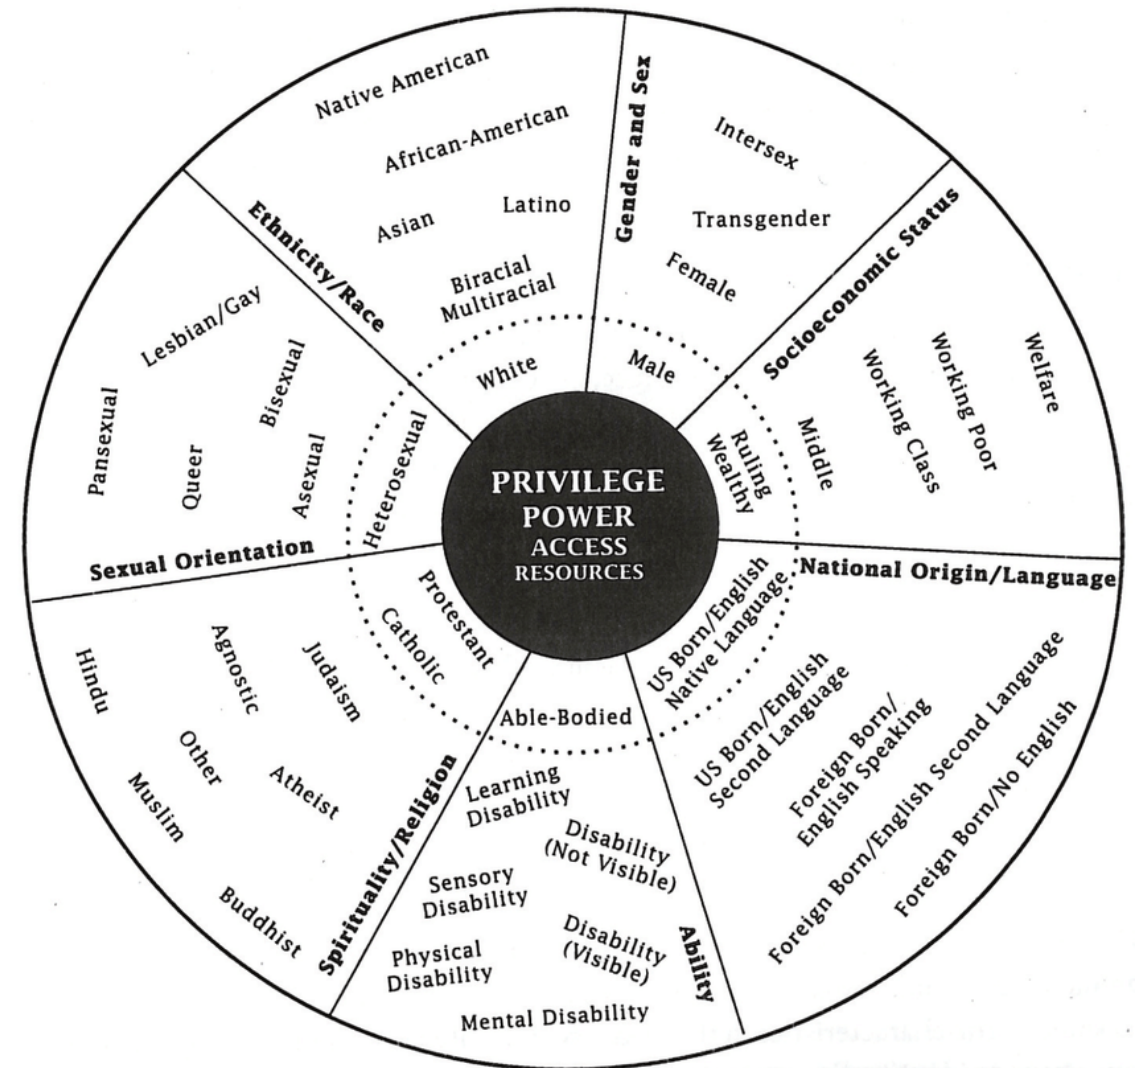 PRIVILEGE
POWER
ACCESS
RESOURCES
Ethnicity/Race
Native American
African-American
Asian
Latino
Biracial
Multiracial
White
Gender and Sex
Intersex
Transgender
Female
Male
Socioeconomic Status
Welfare
Working Poor
Working Class
Middle
Ruling
Wealthy
National Origin/Language
US Born/English
Native Language
US Born/English
Second Language
Foreign Born/
English Speaking
Foreign Born/English Second Language
Foreign Born/No English
Ability
Able-Bodied
Learning
Disability
Disability
(Not Visible)
Sensory
Disability
Disability
(Visible)
Physical
Disability
Mental Disability
Spirituality/Religion
Protestant
Catholic
Judaism
Agnostic
Hindu
Other
Atheist
Muslim
Buddhist
Sexual Orientation
Heterosexual
Lesbian/Gay
Bisexual
Pansexual
Queer
Asexual